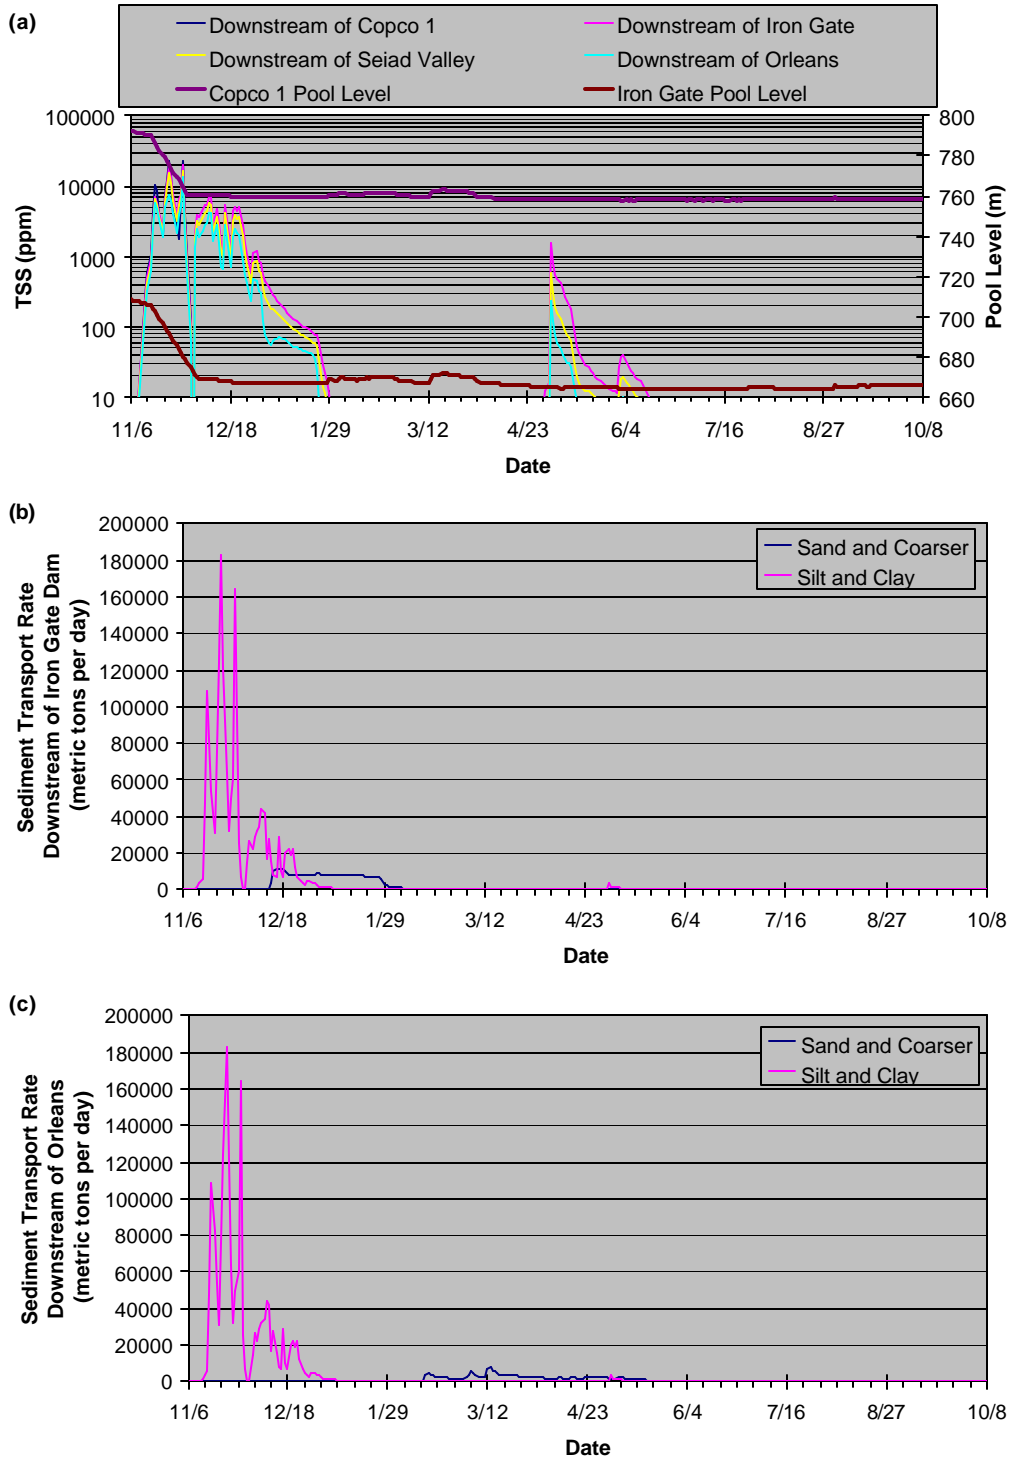 (a)
Downstream of Copco 1
Downstream of Iron Gate
Downstream of Seiad Valley
Downstream of Orleans
Copco 1 Pool Level
Iron Gate Pool Level
100000
10000
1000
100
10
TSS (ppm)
800
780
760
740
720
700
680
660
Pool Level (m)
11/6 12/18 1/29 3/12 4/23 6/4 7/16 8/27 10/8
Date
(b)
Sand and Coarser
Silt and Clay
200000
180000
160000
140000
120000
100000
80000
60000
40000
20000
0
Sediment Transport Rate
Downstream of Iron Gate Dam
(metric tons per day)
11/6 12/18 1/29 3/12 4/23 6/4 7/16 8/27 10/8
Date
(c)
Sand and Coarser
Silt and Clay
200000
180000
160000
140000
120000
100000
80000
60000
40000
20000
0
Sediment Transport Rate
Downstream of Orleans
(metric tons per day)
11/6 12/18 1/29 3/12 4/23 6/4 7/16 8/27 10/8
Date